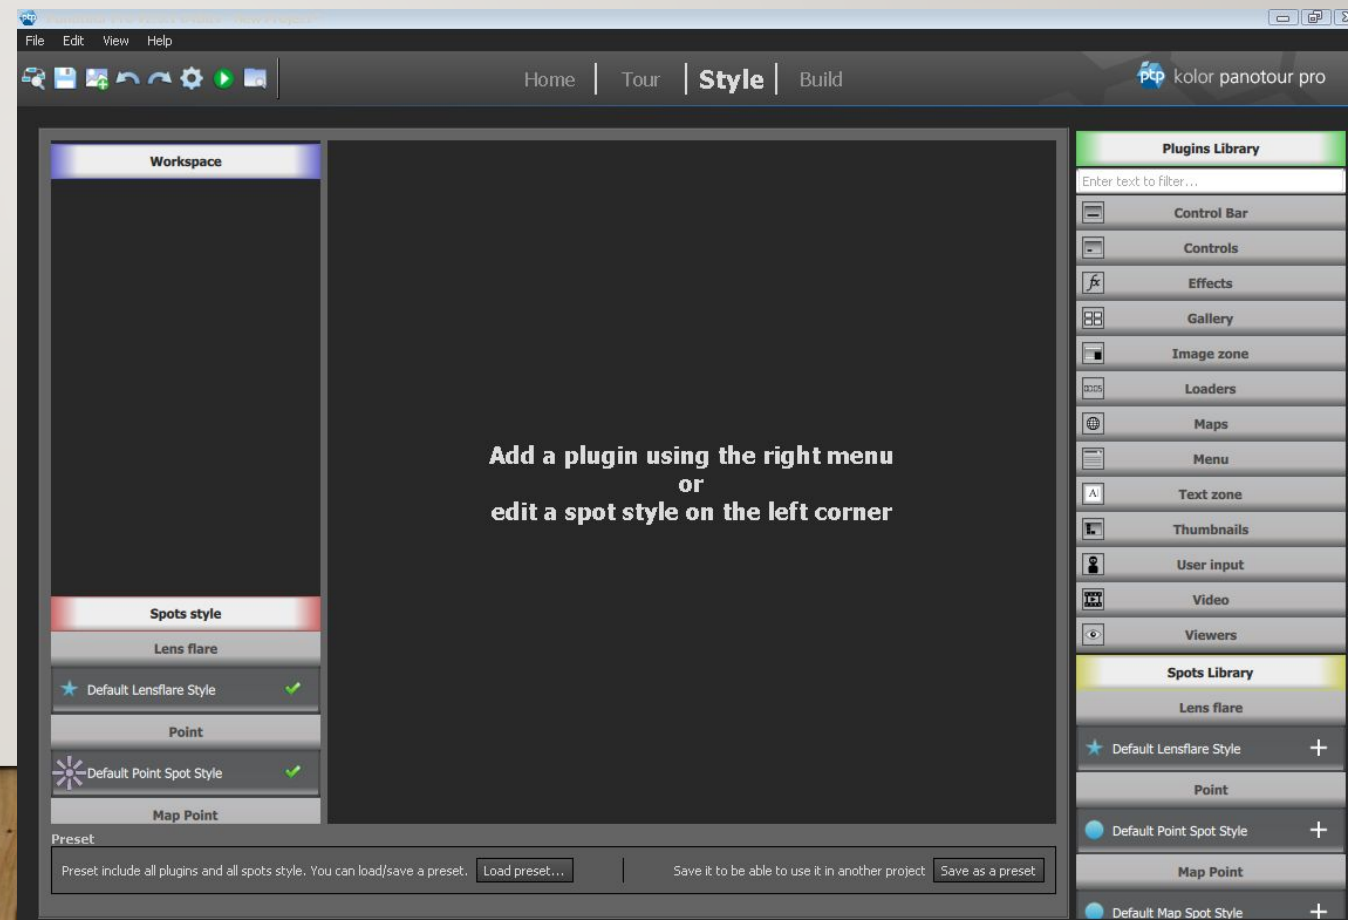 File Edit View Help
Home Tour Style Build
ptp kolor panotour pro
Workspace
Add a plugin using the right menu
or
edit a spot style on the left corner
Spots style
Lens flare
Default Lensflare Style
Point
Default Point Spot Style
Map Point
Preset
Preset include all plugins and all spots style. You can load/save a preset. Load preset...
Save it to be able to use it in another project Save as a preset
Plugins Library
Enter text to filter...
Control Bar
Controls
fx Effects
Gallery
Image zone
Loaders
Maps
Menu
Text zone
Thumbnails
User input
Video
Viewers
Spots Library
Lens flare
Default Lensflare Style
Point
Default Point Spot Style
Map Point
Default Map Spot Style